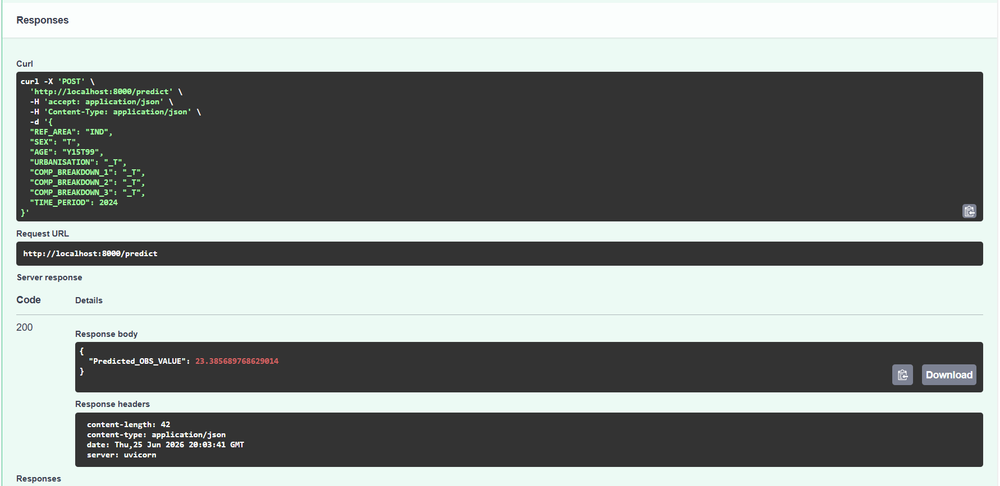 Responses
Curl
curl -X 'POST' \
  'http://localhost:8000/predict' \
  -H 'accept: application/json' \
  -H 'Content-Type: application/json' \
  -d '{
  "REF_AREA": "IND",
  "SEX": "T",
  "AGE": "Y15T99",
  "URBANISATION": "_T",
  "COMP_BREAKDOWN_1": "_T",
  "COMP_BREAKDOWN_2": "_T",
  "COMP_BREAKDOWN_3": "_T",
  "TIME_PERIOD": 2024
}'
Request URL
http://localhost:8000/predict
Server response
Code Details
200
Response body
{
  "Predicted_OBS_VALUE": 23.385689768629014
}
Download
Response headers
content-length: 42
content-type: application/json
date: Thu,25 Jun 2026 20:03:41 GMT
server: uvicorn
Responses